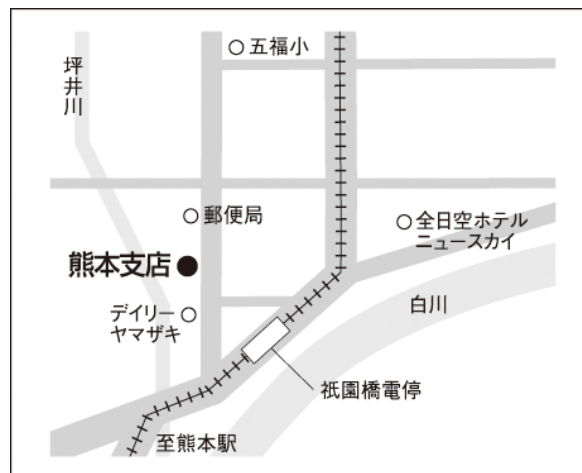 五福小
坪井川
郵便局
全日空ホテル
ニュースカイ
熊本支店
白川
デイリー
ヤマザキ
祇園橋電停
至熊本駅